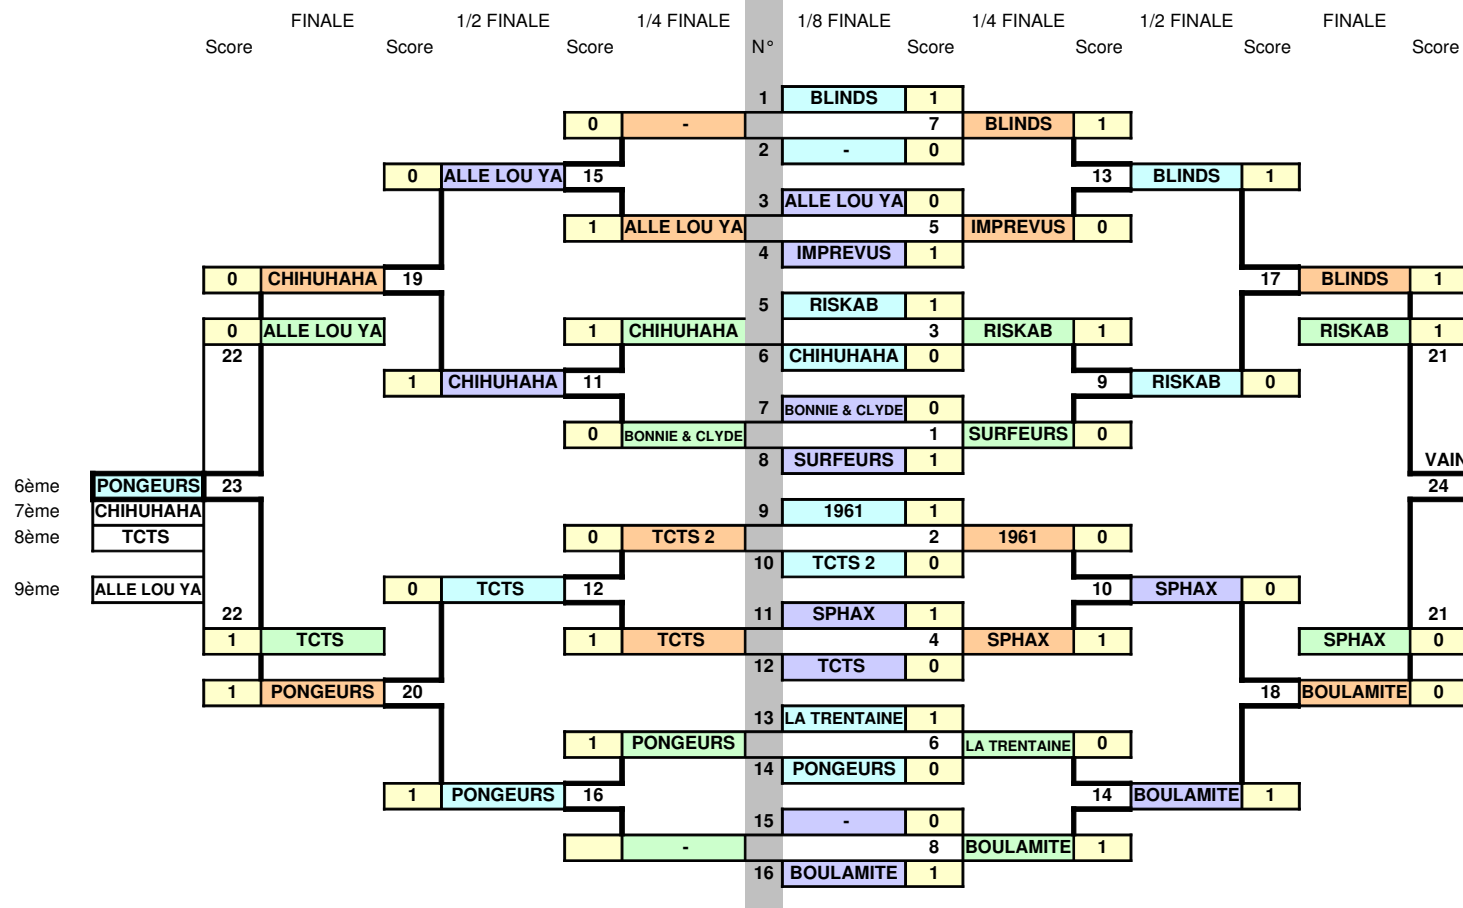 FINALE 1/2 FINALE 1/4 FINALE 1/8 FINALE 1/4 FINALE 1/2 FINALE FINALE
Score Score Score N° Score Score Score Score
1 BLINDS 1
0 - 7 BLINDS 1
2 - 0
0 ALLE LOU YA 15 13 BLINDS 1
3 ALLE LOU YA 0
1 ALLE LOU YA 5 IMPREVUS 0
4 IMPREVUS 1
0 CHIHUHAHA 19 17 BLINDS 1
5 RISKAB 1
0 ALLE LOU YA 1 CHIHUHAHA 3 RISKAB 1 RISKAB 1
22 6 CHIHUHAHA 0 21
1 CHIHUHAHA 11 9 RISKAB 0
7 BONNIE & CLYDE 0
0 BONNIE & CLYDE 1 SURFEURS 0
8 SURFEURS 1 VAIN
6ème PONGEURS 23 24
7ème CHIHUHAHA 9 1961 1
8ème TCTS 0 TCTS 2 2 1961 0
10 TCTS 2 0
9ème ALLE LOU YA 0 TCTS 12 10 SPHAX 0
22 11 SPHAX 1 21
1 TCTS 1 TCTS 4 SPHAX 1 SPHAX 0
12 TCTS 0
1 PONGEURS 20 18 BOULAMITE 0
13 LA TRENTAINE 1
1 PONGEURS 6 LA TRENTAINE 0
14 PONGEURS 0
1 PONGEURS 16 14 BOULAMITE 1
15 - 0
- 8 BOULAMITE 1
16 BOULAMITE 1